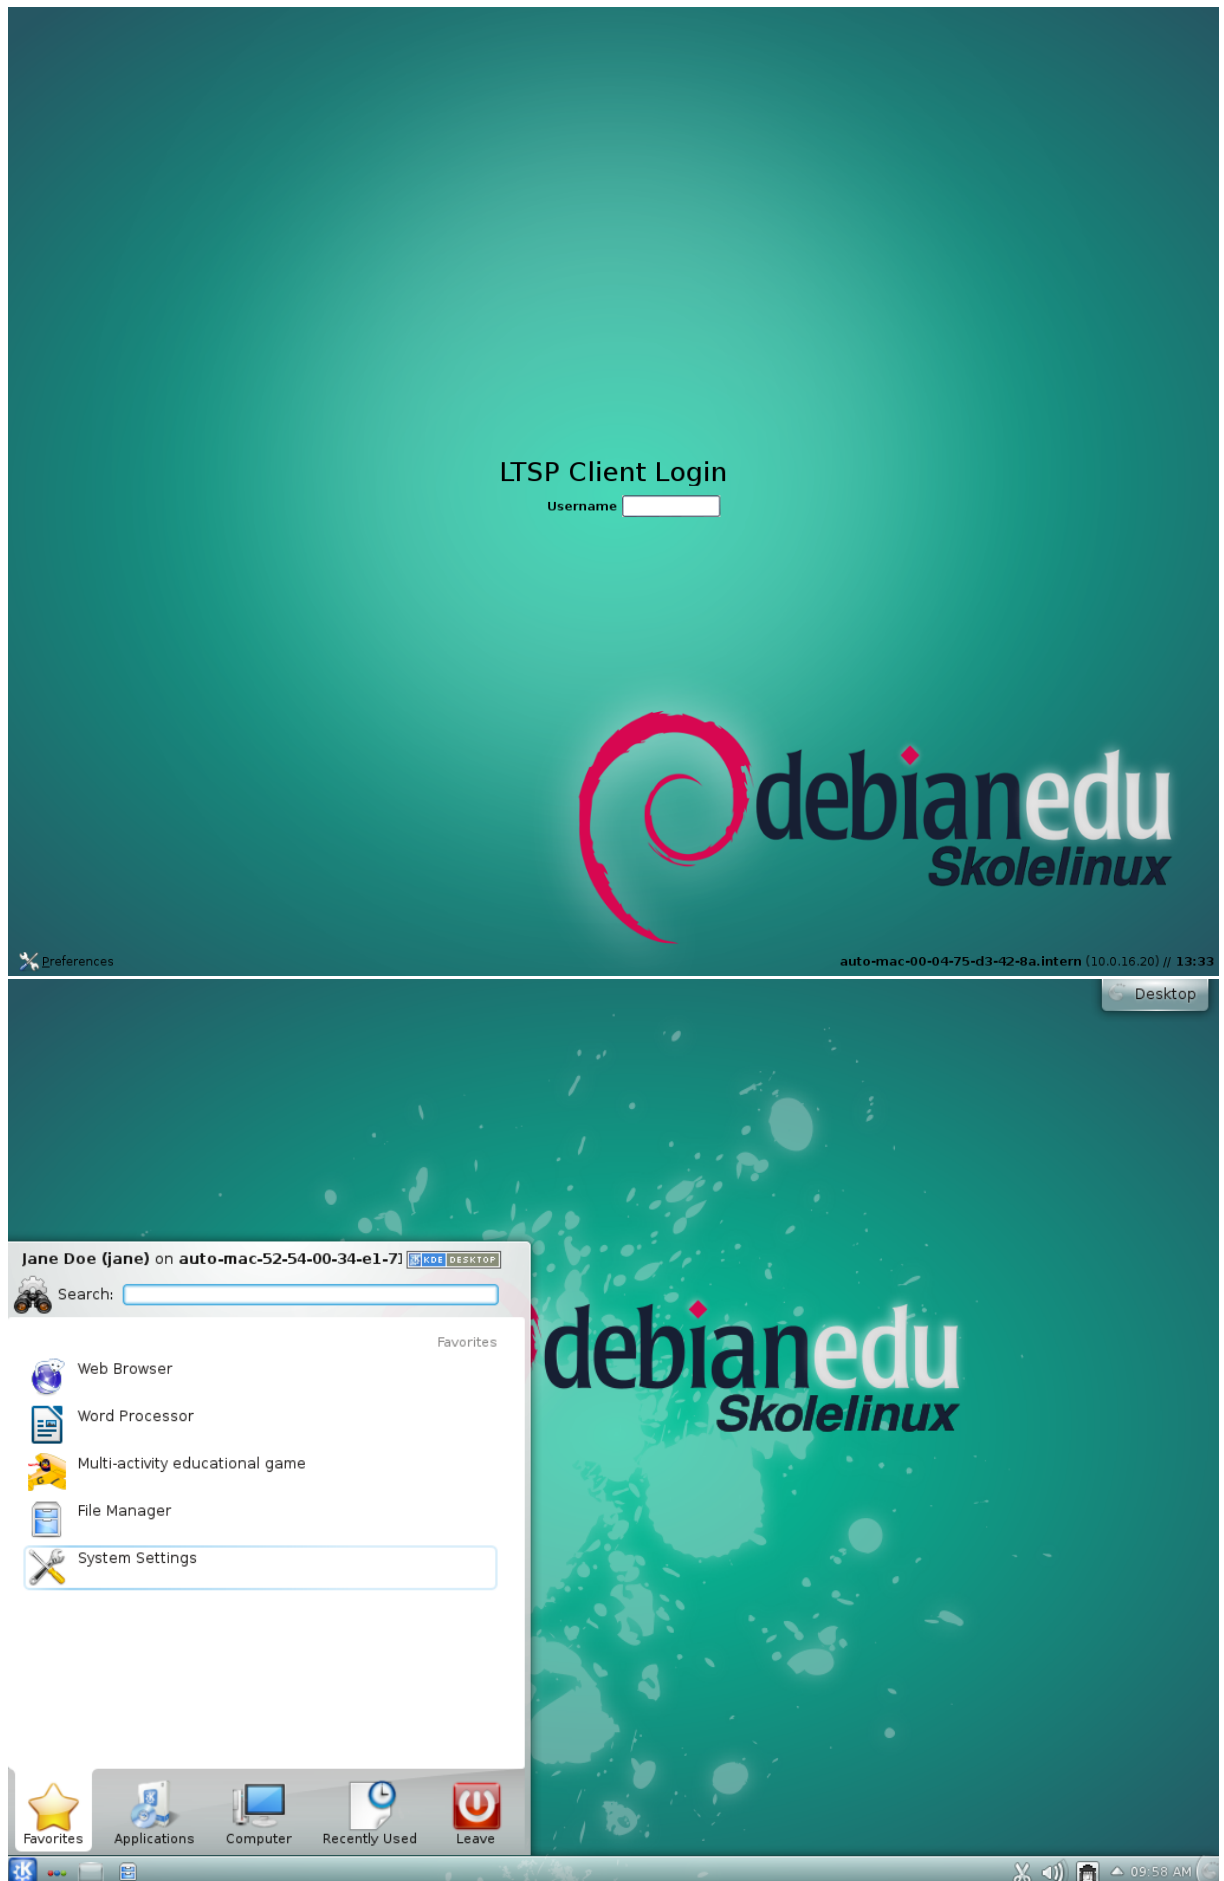 LTSP Client Login
Username
debianedu
Skolelinux
Preferences
auto-mac-00-04-75-d3-42-8a.intern (10.0.16.20) // 13:33
Desktop
Jane Doe (jane) on auto-mac-52-54-00-34-e1-71 KDE DESKTOP
Search:
Favorites
Web Browser
Word Processor
Multi-activity educational game
File Manager
System Settings
debianedu
Skolelinux
Favorites Applications Computer Recently Used Leave
09:58 AM